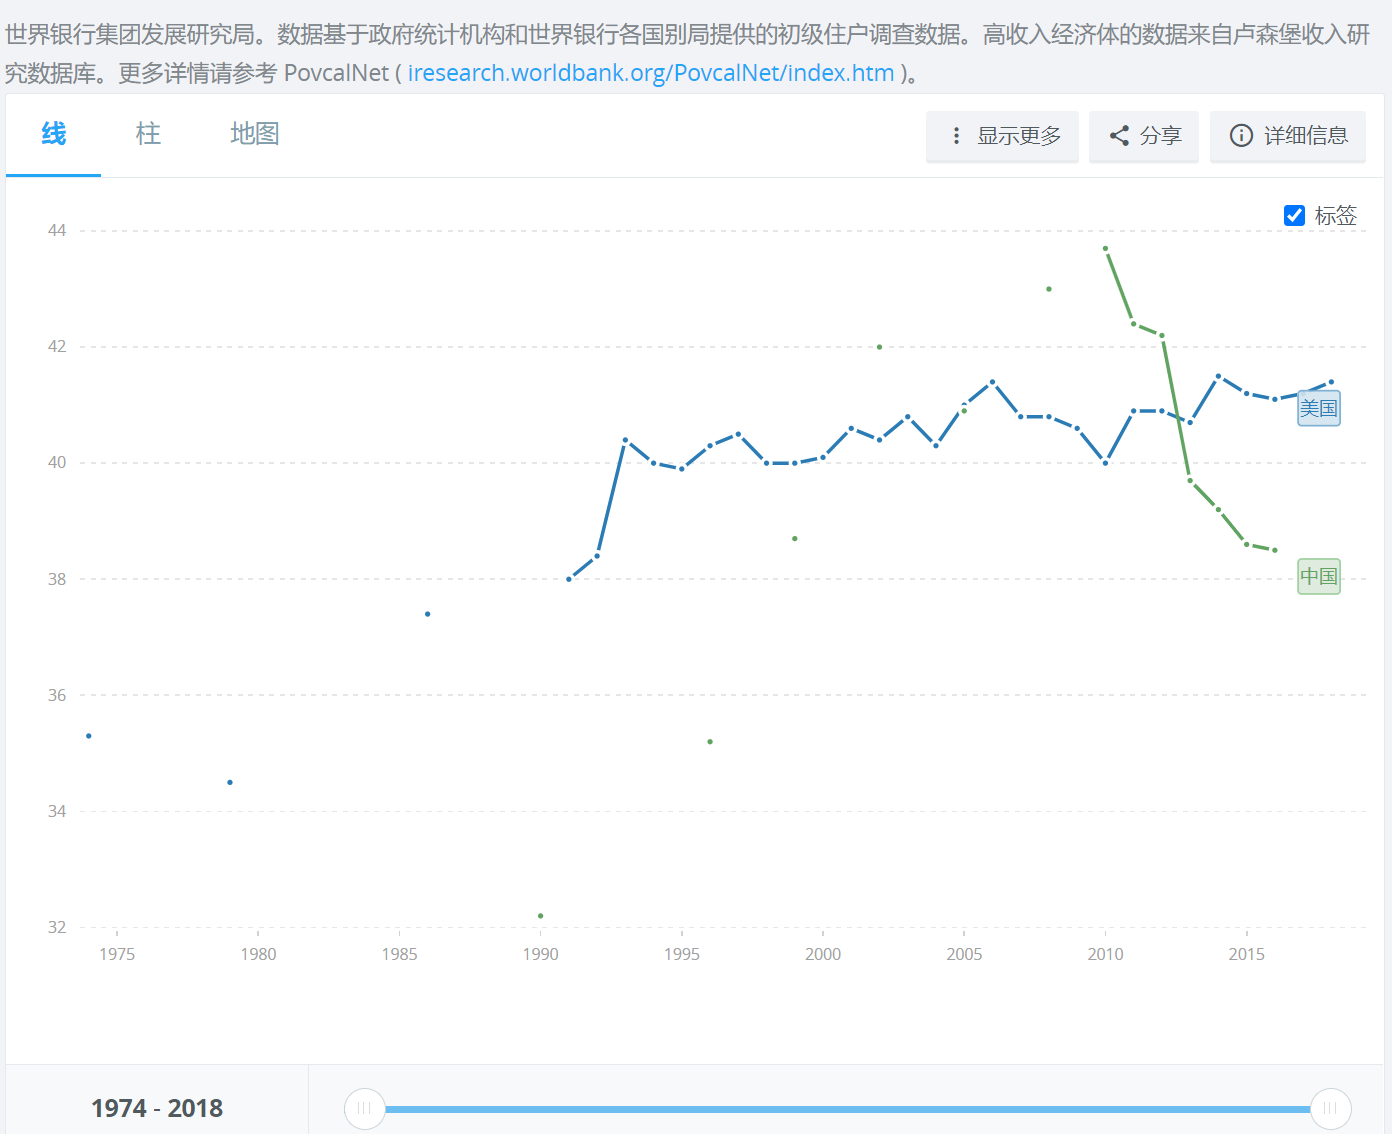 世界银行集团发展研究局。数据基于政府统计机构和世界银行各国别局提供的初级住户调查数据。高收入经济体的数据来自卢森堡收入研
究数据库。更多详情请参考 PovcalNet ( iresearch.worldbank.org/PovcalNet/index.htm )。
线 柱 地图 显示更多 分享 详细信息
标签
44
42
美国
40
38
中国
36
34
32
1975 1980 1985 1990 1995 2000 2005 2010 2015
1974 - 2018